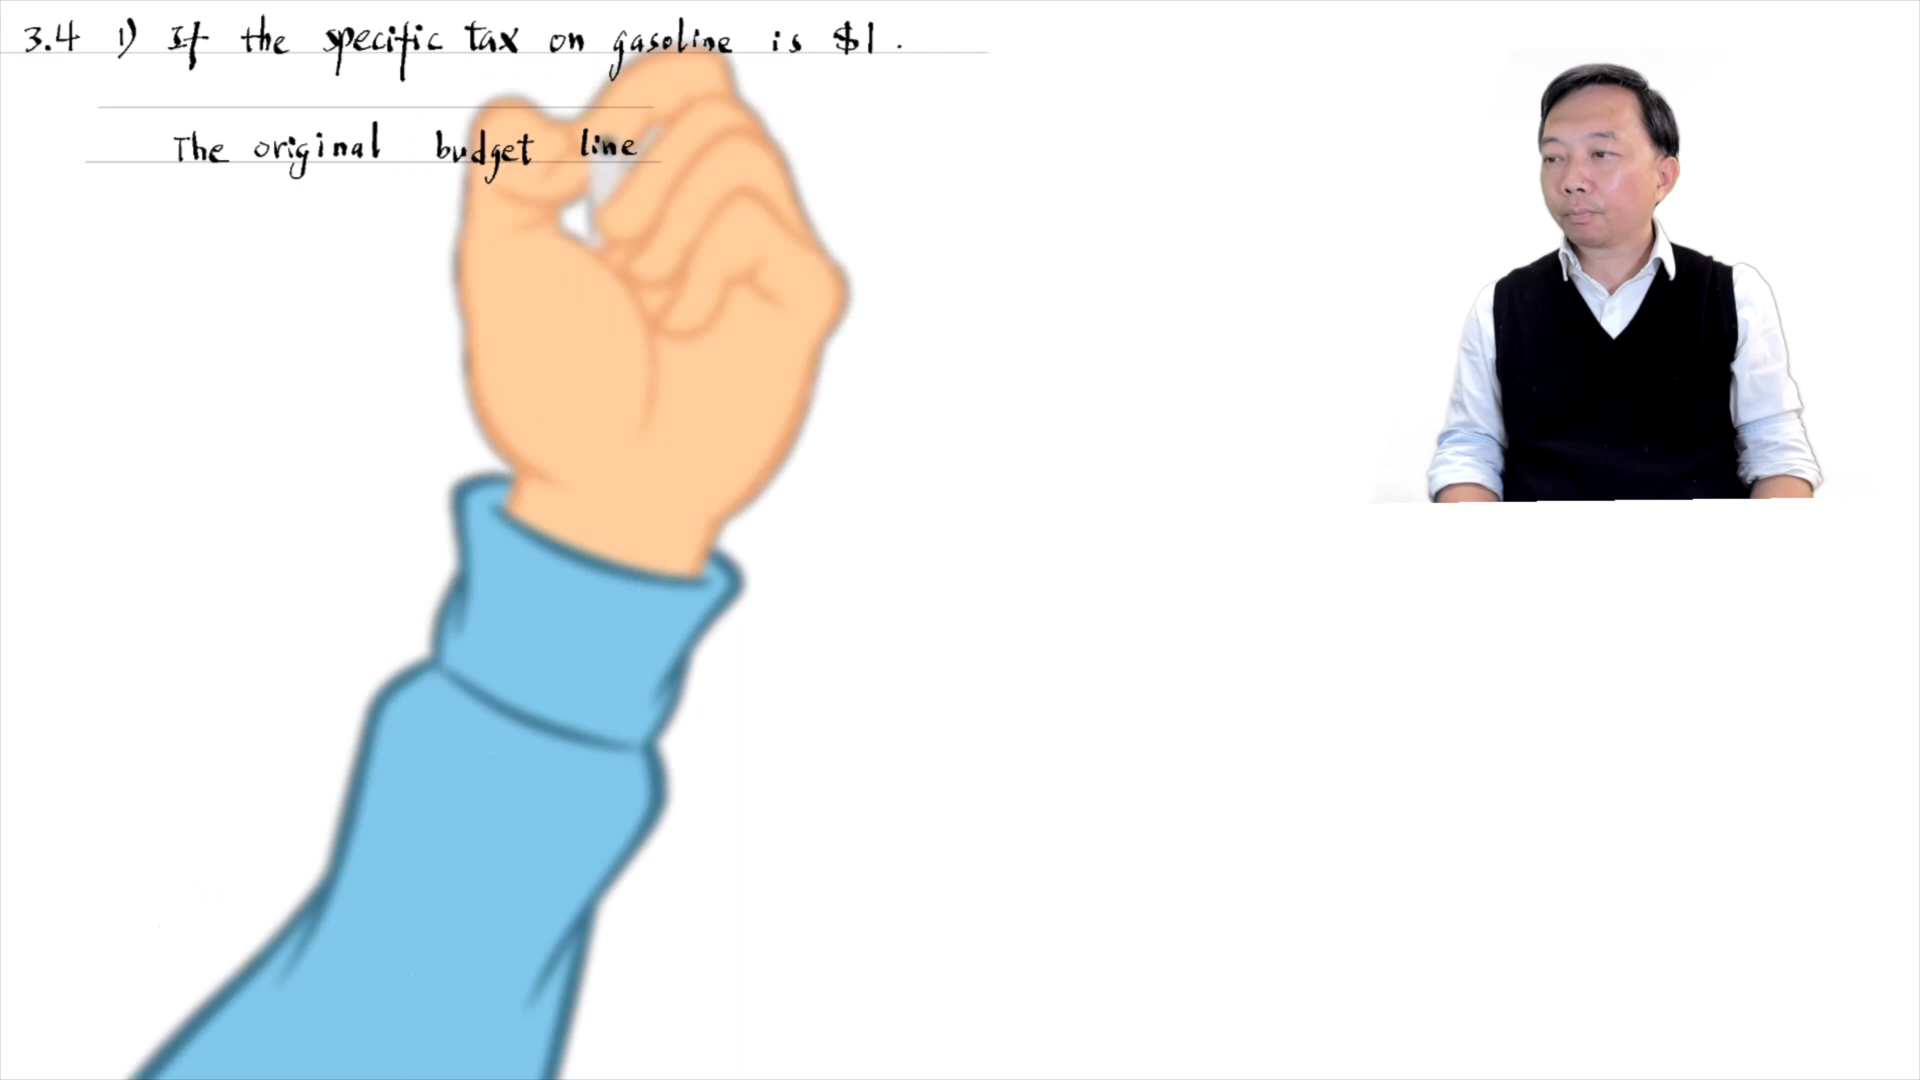 3.4 1) If the specific tax on gasoline is $1.
The original budget line